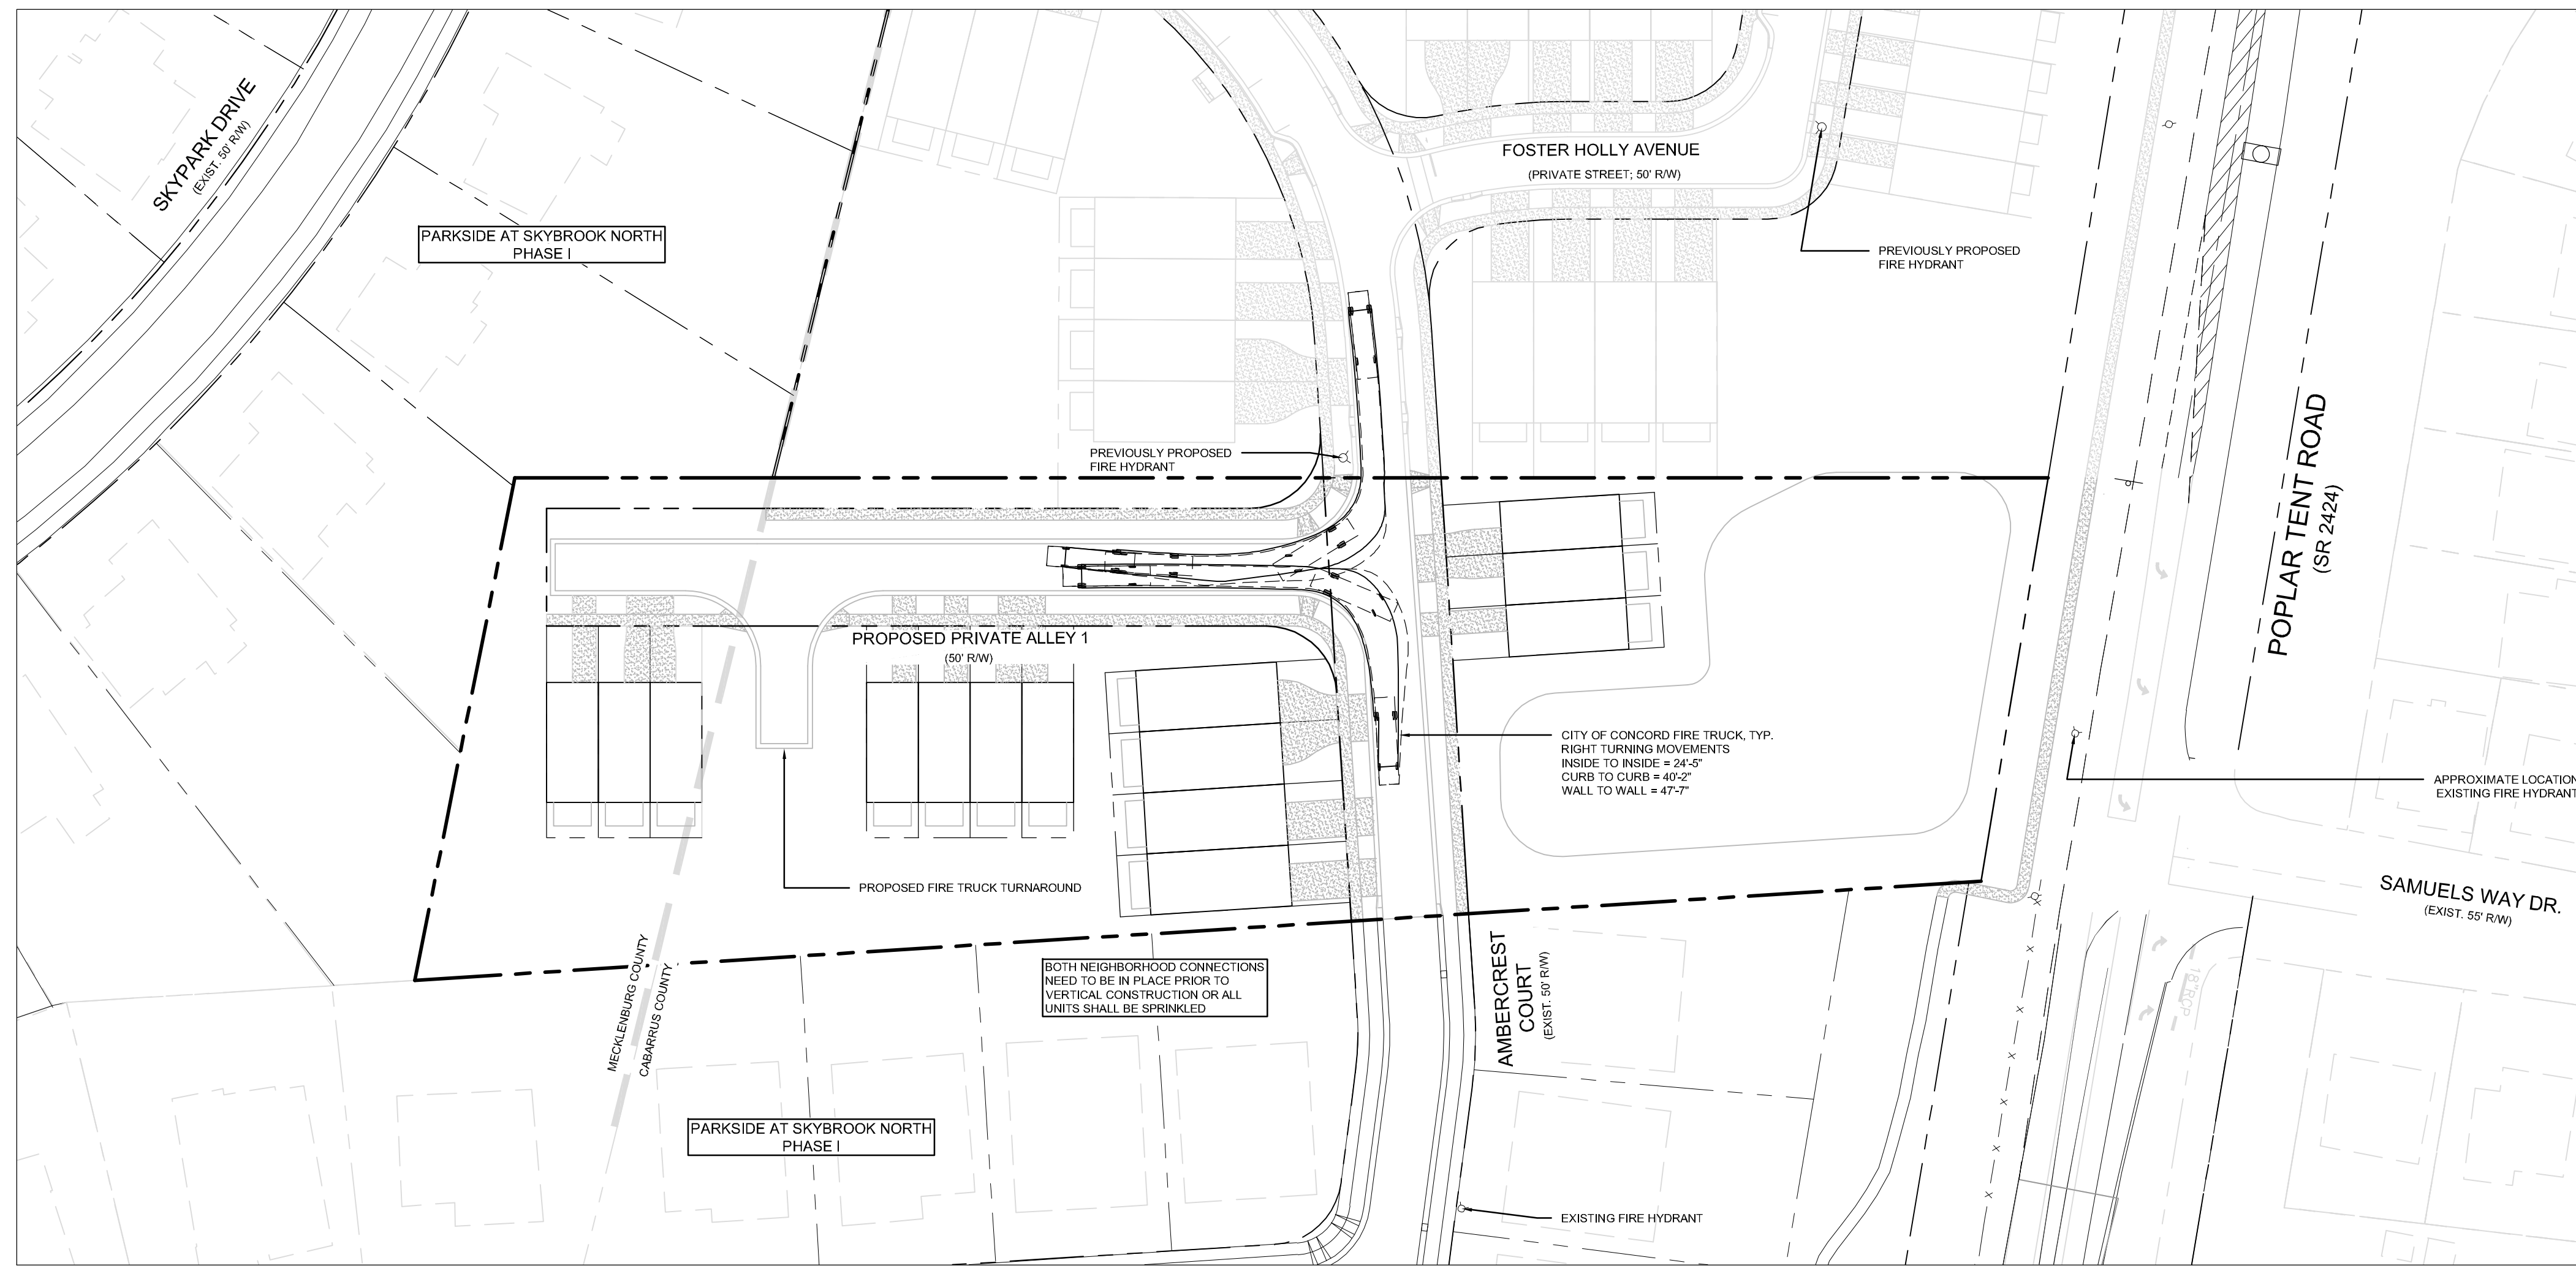 SKYPARK DRIVE
(EXIST. 50' R/W)
PARKSIDE AT SKYBROOK NORTH
PHASE I
FOSTER HOLLY AVENUE
(PRIVATE STREET; 50' R/W)
PREVIOUSLY PROPOSED
FIRE HYDRANT
PREVIOUSLY PROPOSED
FIRE HYDRANT
POPLAR TENT ROAD
(SR 2424)
PROPOSED PRIVATE ALLEY 1
(50' R/W)
CITY OF CONCORD FIRE TRUCK, TYP.
RIGHT TURNING MOVEMENTS
INSIDE TO INSIDE = 24'-5"
CURB TO CURB = 40'-2"
WALL TO WALL = 47'-7"
APPROXIMATE LOCATION
EXISTING FIRE HYDRANT
PROPOSED FIRE TRUCK TURNAROUND
SAMUELS WAY DR.
(EXIST. 55' R/W)
MECKLENBURG COUNTY
CABARRUS COUNTY
BOTH NEIGHBORHOOD CONNECTIONS
NEED TO BE IN PLACE PRIOR TO
VERTICAL CONSTRUCTION OR ALL
UNITS SHALL BE SPRINKLED
AMBERCREST
COURT
(EXIST. 50' R/W)
18" RCP
PARKSIDE AT SKYBROOK NORTH
PHASE I
EXISTING FIRE HYDRANT